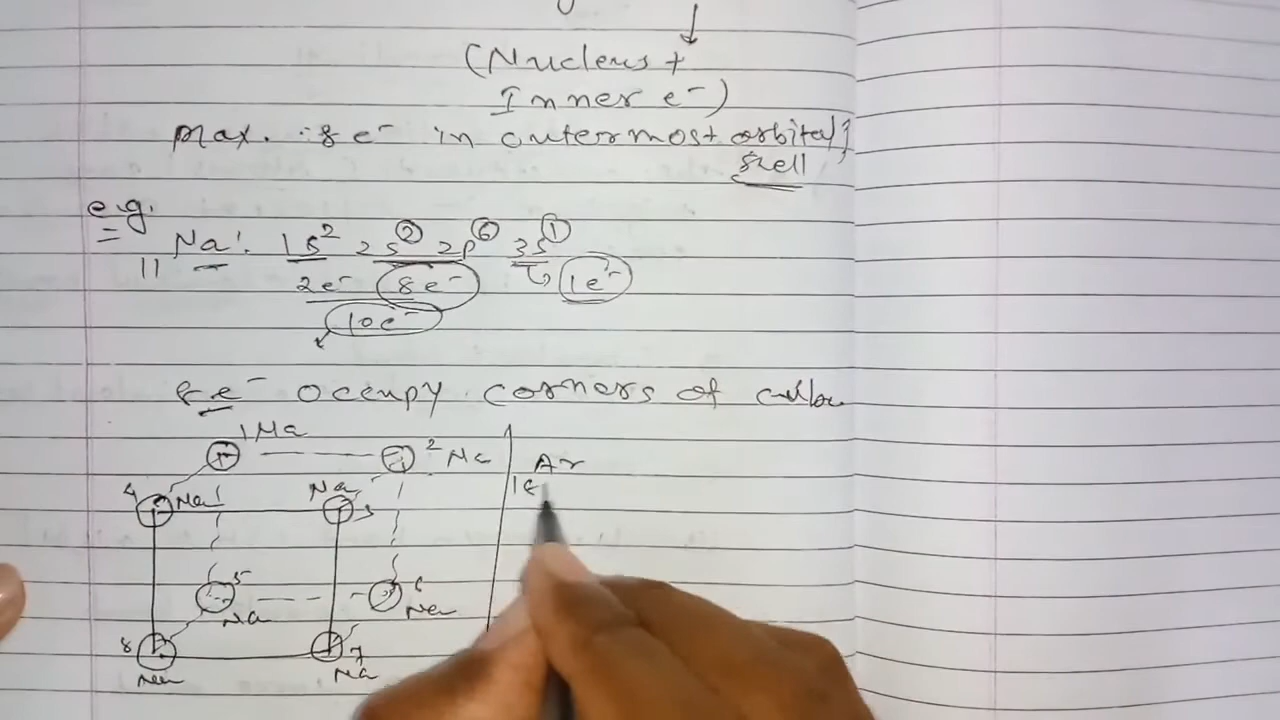 (Nucleus +
Inner e⁻)
max. : 8 e⁻ in outermost orbital /
shell
e.g.
₁₁Na : 1s² 2s² 2p⁶ 3s¹
2e⁻ 8e⁻ 1e⁻
10e⁻
8e⁻ occupy corners of cube
1 Na 2 Na
4 Na Na 3
5 Na 6 Na
8 Na 7 Na
Ar